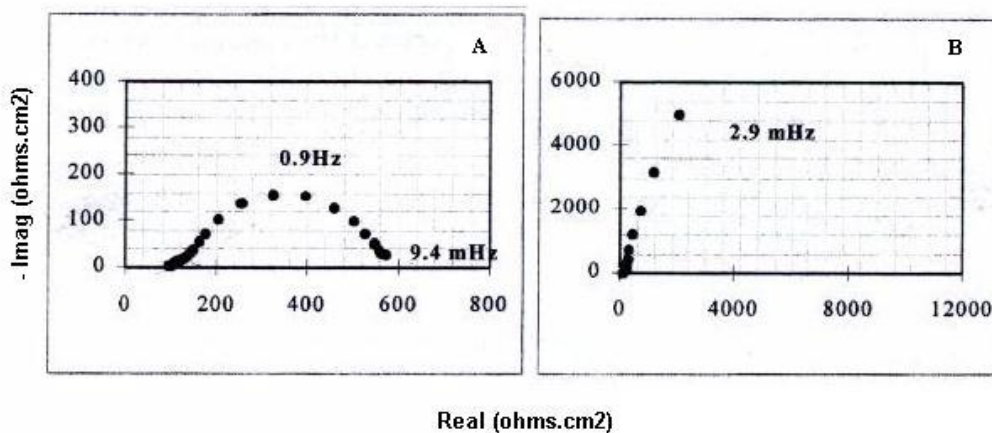 A
400
300
200
100
0
0 200 400 600 800
0.9Hz
9.4 mHz
B
6000
4000
2000
0
0 4000 8000 12000
2.9 mHz
- Imag (ohms.cm2)
Real (ohms.cm2)